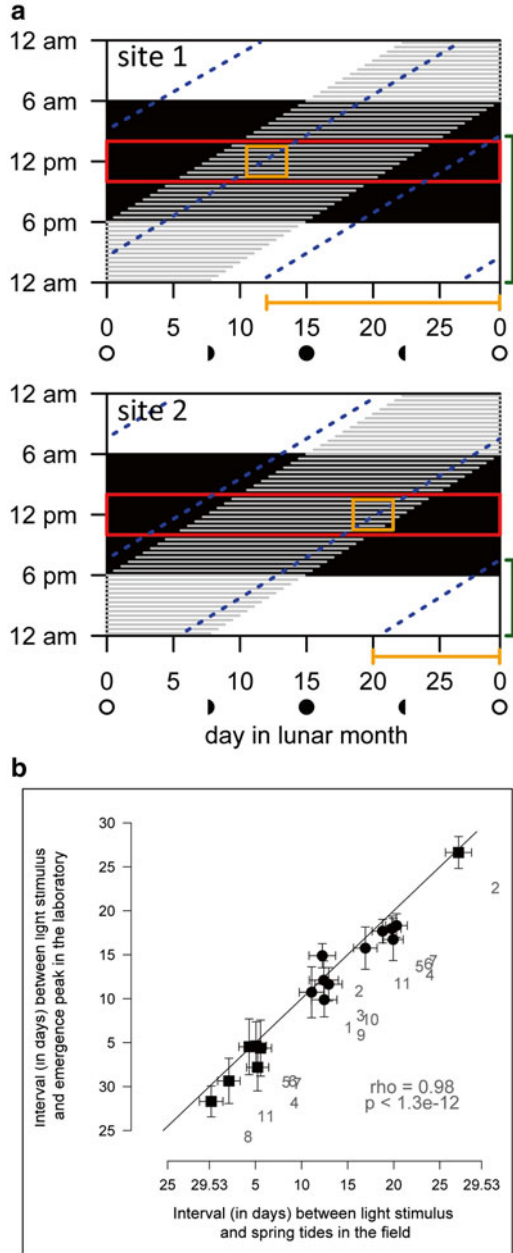 a
site 1
12 am
6 am
12 pm
6 pm
12 am
0 5 10 15 20 25 0
site 2
12 am
6 am
12 pm
6 pm
12 am
0 5 10 15 20 25 0
day in lunar month
b
Interval (in days) between light stimulus
and emergence peak in the laboratory
30
25
20
15
10
5
30
25
2
567
4
11
2
3 10
1
9
567
4
11
8
rho = 0.98
p < 1.3e-12
25 29.53 5 10 15 20 25 29.53
Interval (in days) between light stimulus
and spring tides in the field